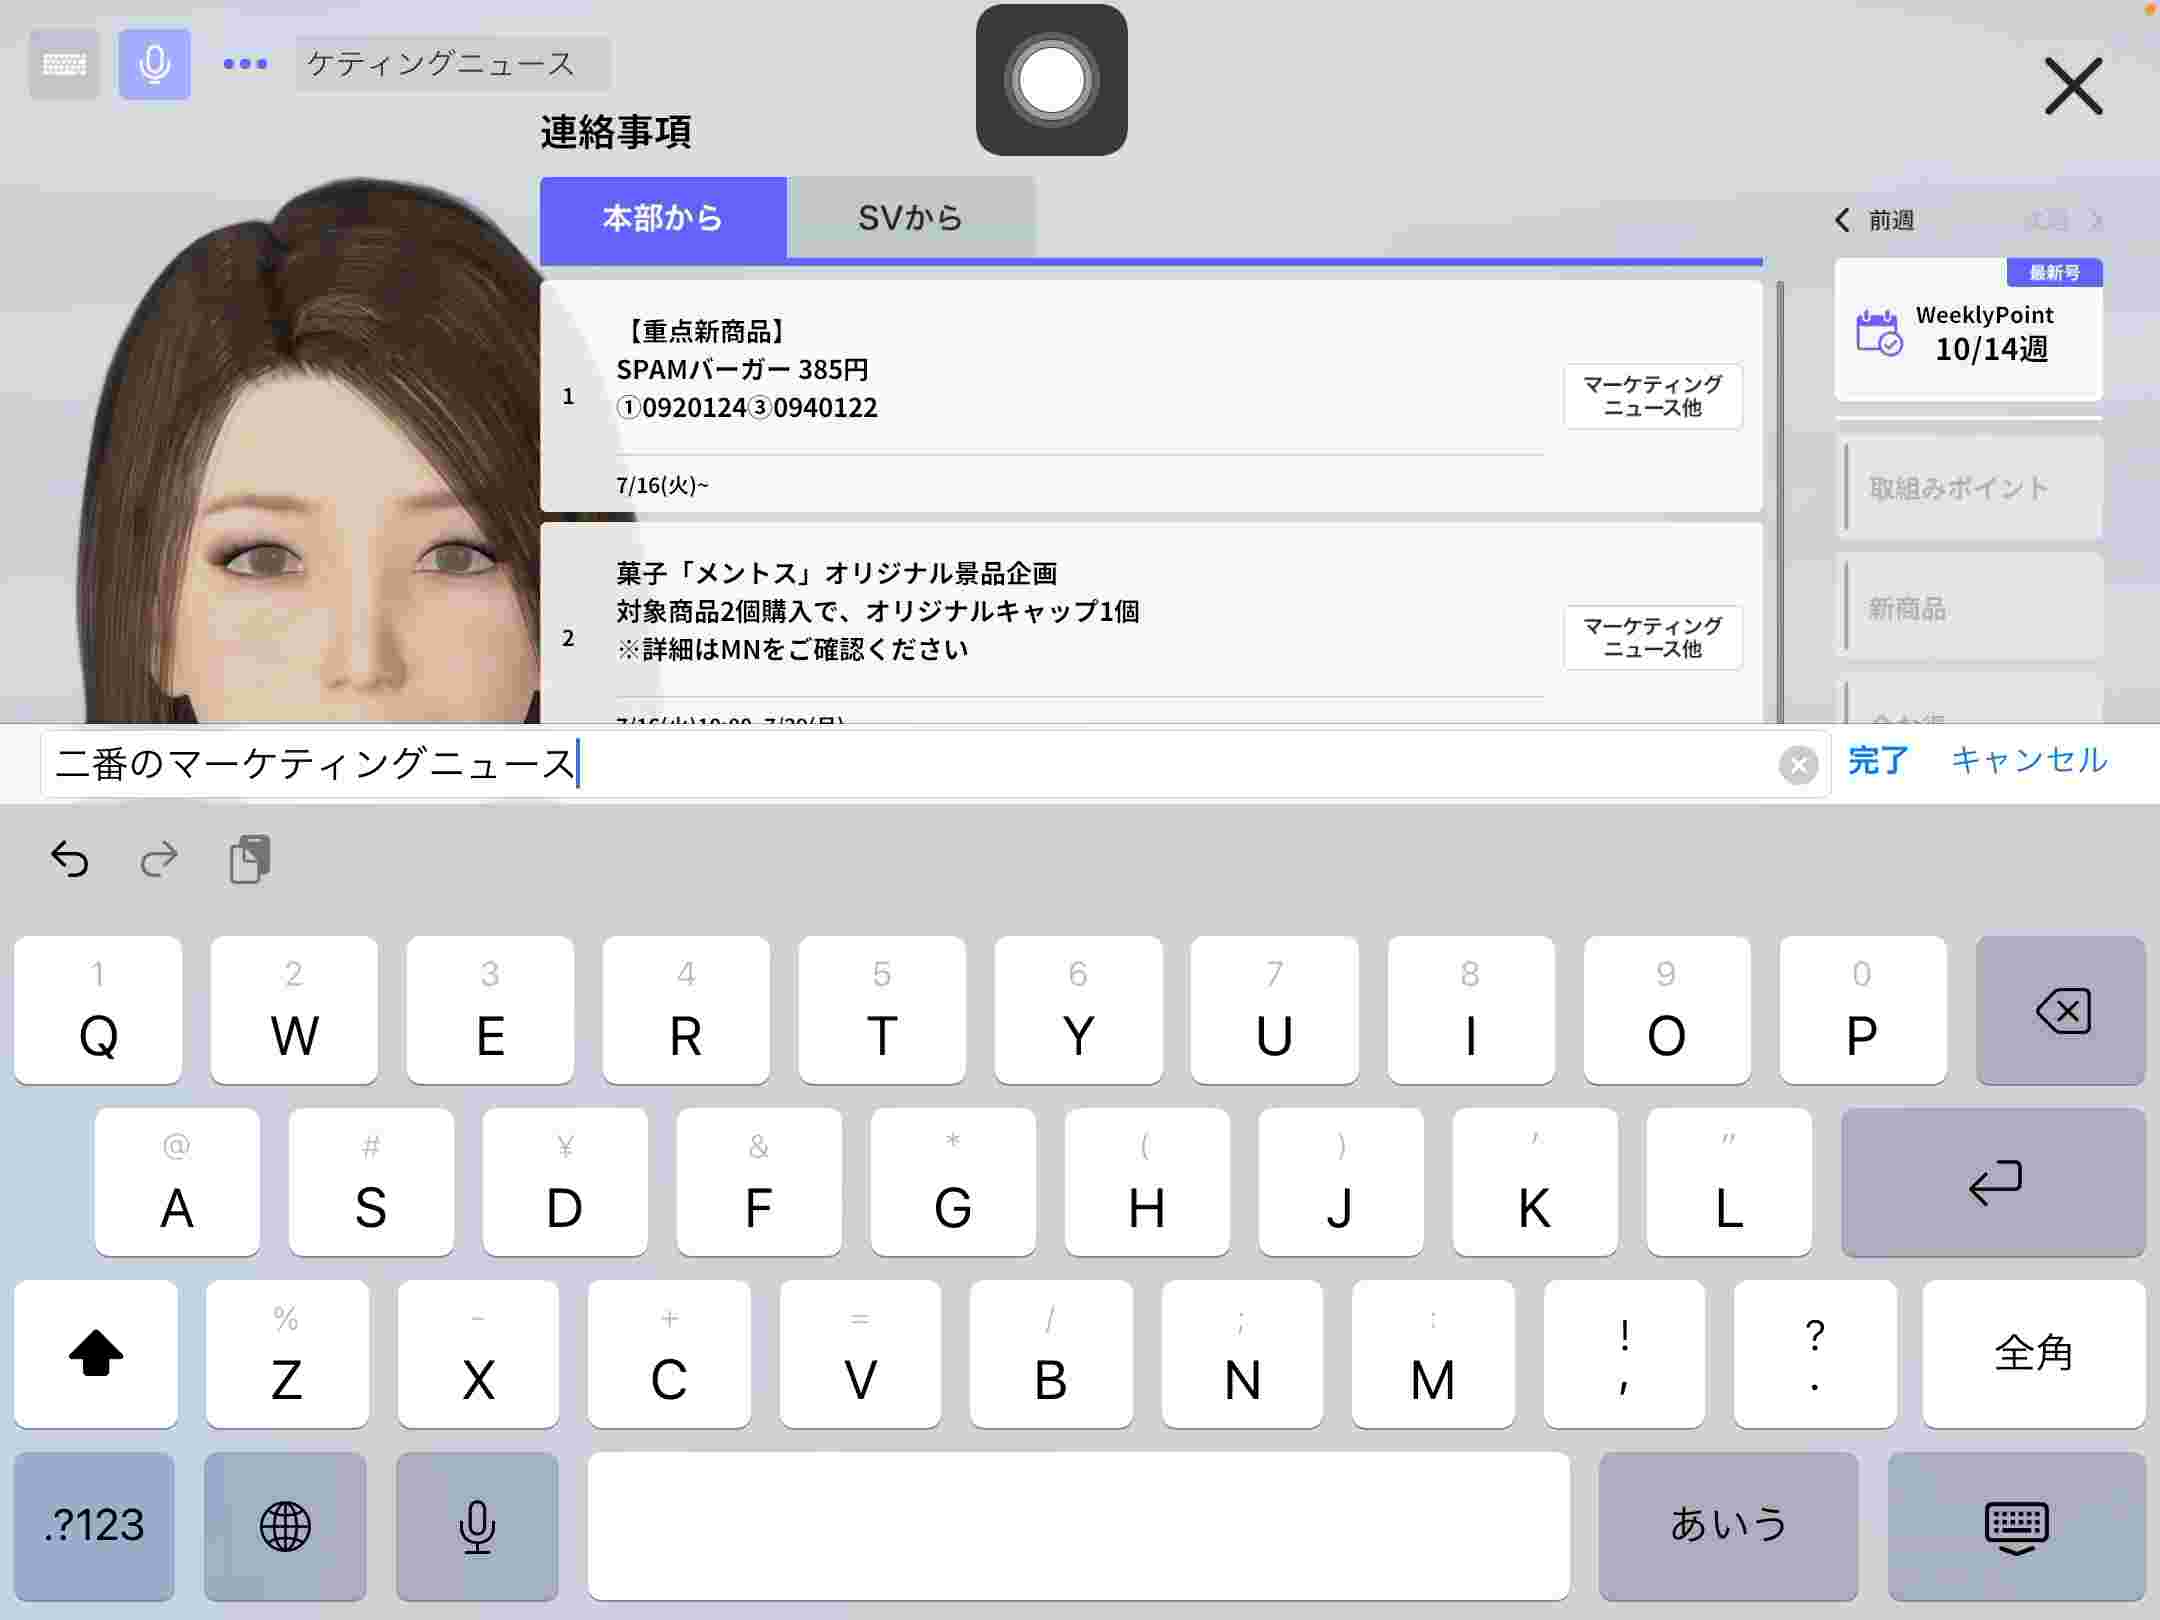 ケティングニュース
連絡事項
本部から
SVから
1
【重点新商品】
SPAMバーガー 385円
①0920124③0940122
7/16(火)~
マーケティング
ニュース他
2
菓子「メントス」オリジナル景品企画
対象商品2個購入で、オリジナルキャップ1個
※詳細はMNをご確認ください
マーケティング
ニュース他
前週
最新号
WeeklyPoint
10/14週
取組みポイント
新商品
二番のマーケティングニュース
完了
キャンセル
1 2 3 4 5 6 7 8 9 0
Q W E R T Y U I O P
@ # ¥ & * ( ) ' "
A S D F G H J K L
% - + = / ; : ! ?
Z X C V B N M , . 全角
.?123
あいう